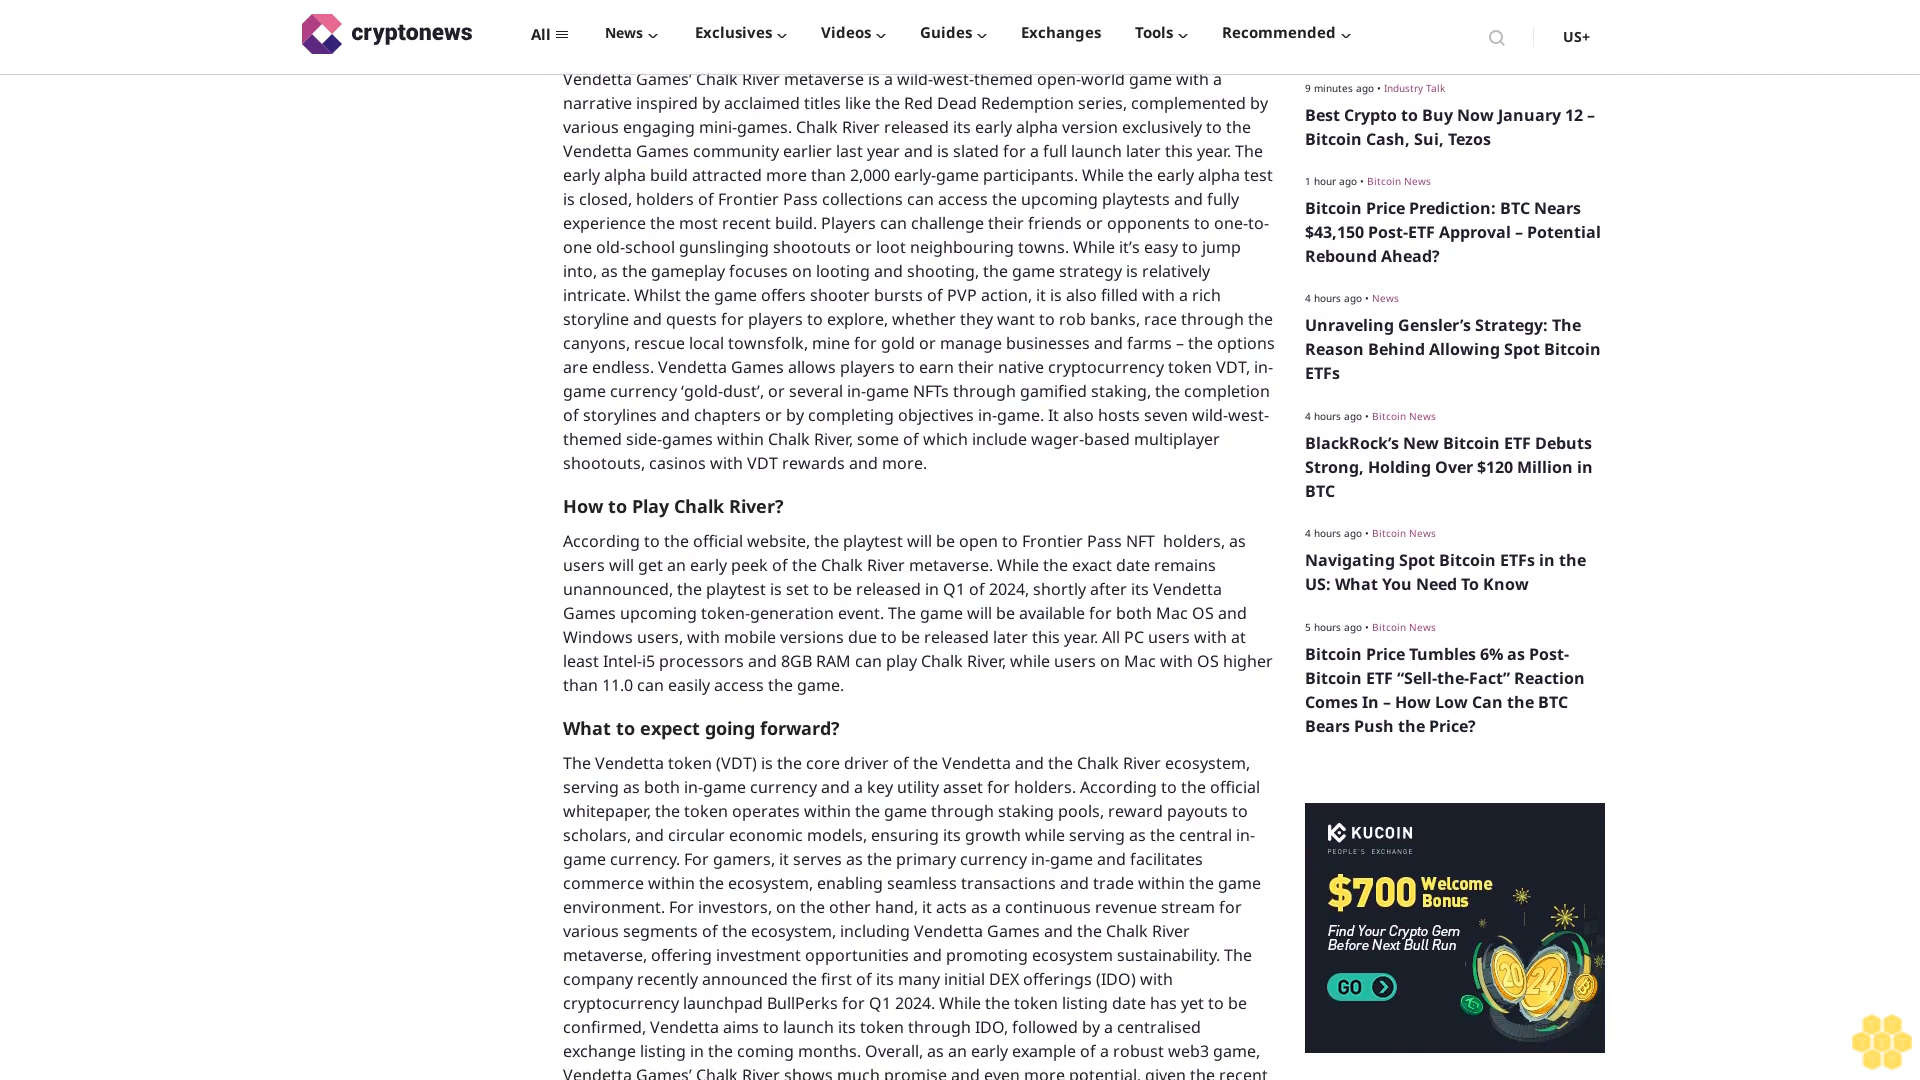 cryptonews
All
News
Exclusives
Videos
Guides
Exchanges
Tools
Recommended
US+
Vendetta Games’ Chalk River metaverse is a wild-west-themed open-world game with a
narrative inspired by acclaimed titles like the Red Dead Redemption series, complemented by
various engaging mini-games. Chalk River released its early alpha version exclusively to the
Vendetta Games community earlier last year and is slated for a full launch later this year. The
early alpha build attracted more than 2,000 early-game participants. While the early alpha test
is closed, holders of Frontier Pass collections can access the upcoming playtests and fully
experience the most recent build. Players can challenge their friends or opponents to one-to-
one old-school gunslinging shootouts or loot neighbouring towns. While it’s easy to jump
into, as the gameplay focuses on looting and shooting, the game strategy is relatively
intricate. Whilst the game offers shooter bursts of PVP action, it is also filled with a rich
storyline and quests for players to explore, whether they want to rob banks, race through the
canyons, rescue local townsfolk, mine for gold or manage businesses and farms – the options
are endless. Vendetta Games allows players to earn their native cryptocurrency token VDT, in-
game currency ‘gold-dust’, or several in-game NFTs through gamified staking, the completion
of storylines and chapters or by completing objectives in-game. It also hosts seven wild-west-
themed side-games within Chalk River, some of which include wager-based multiplayer
shootouts, casinos with VDT rewards and more.
How to Play Chalk River?
According to the official website, the playtest will be open to Frontier Pass NFT  holders, as
users will get an early peek of the Chalk River metaverse. While the exact date remains
unannounced, the playtest is set to be released in Q1 of 2024, shortly after its Vendetta
Games upcoming token-generation event. The game will be available for both Mac OS and
Windows users, with mobile versions due to be released later this year. All PC users with at
least Intel-i5 processors and 8GB RAM can play Chalk River, while users on Mac with OS higher
than 11.0 can easily access the game.
What to expect going forward?
The Vendetta token (VDT) is the core driver of the Vendetta and the Chalk River ecosystem,
serving as both in-game currency and a key utility asset for holders. According to the official
whitepaper, the token operates within the game through staking pools, reward payouts to
scholars, and circular economic models, ensuring its growth while serving as the central in-
game currency. For gamers, it serves as the primary currency in-game and facilitates
commerce within the ecosystem, enabling seamless transactions and trade within the game
environment. For investors, on the other hand, it acts as a continuous revenue stream for
various segments of the ecosystem, including Vendetta Games and the Chalk River
metaverse, offering investment opportunities and promoting ecosystem sustainability. The
company recently announced the first of its many initial DEX offerings (IDO) with
cryptocurrency launchpad BullPerks for Q1 2024. While the token listing date has yet to be
confirmed, Vendetta aims to launch its token through IDO, followed by a centralised
exchange listing in the coming months. Overall, as an early example of a robust web3 game,
Vendetta Games’ Chalk River shows much promise and even more potential, given the recent
9 minutes ago • Industry Talk
Best Crypto to Buy Now January 12 –
Bitcoin Cash, Sui, Tezos
1 hour ago • Bitcoin News
Bitcoin Price Prediction: BTC Nears
$43,150 Post-ETF Approval – Potential
Rebound Ahead?
4 hours ago • News
Unraveling Gensler’s Strategy: The
Reason Behind Allowing Spot Bitcoin
ETFs
4 hours ago • Bitcoin News
BlackRock’s New Bitcoin ETF Debuts
Strong, Holding Over $120 Million in
BTC
4 hours ago • Bitcoin News
Navigating Spot Bitcoin ETFs in the
US: What You Need To Know
5 hours ago • Bitcoin News
Bitcoin Price Tumbles 6% as Post-
Bitcoin ETF “Sell-the-Fact” Reaction
Comes In – How Low Can the BTC
Bears Push the Price?
KUCOIN
PEOPLE'S EXCHANGE
$700 Welcome
Bonus
Find Your Crypto Gem
Before Next Bull Run
GO
20 24